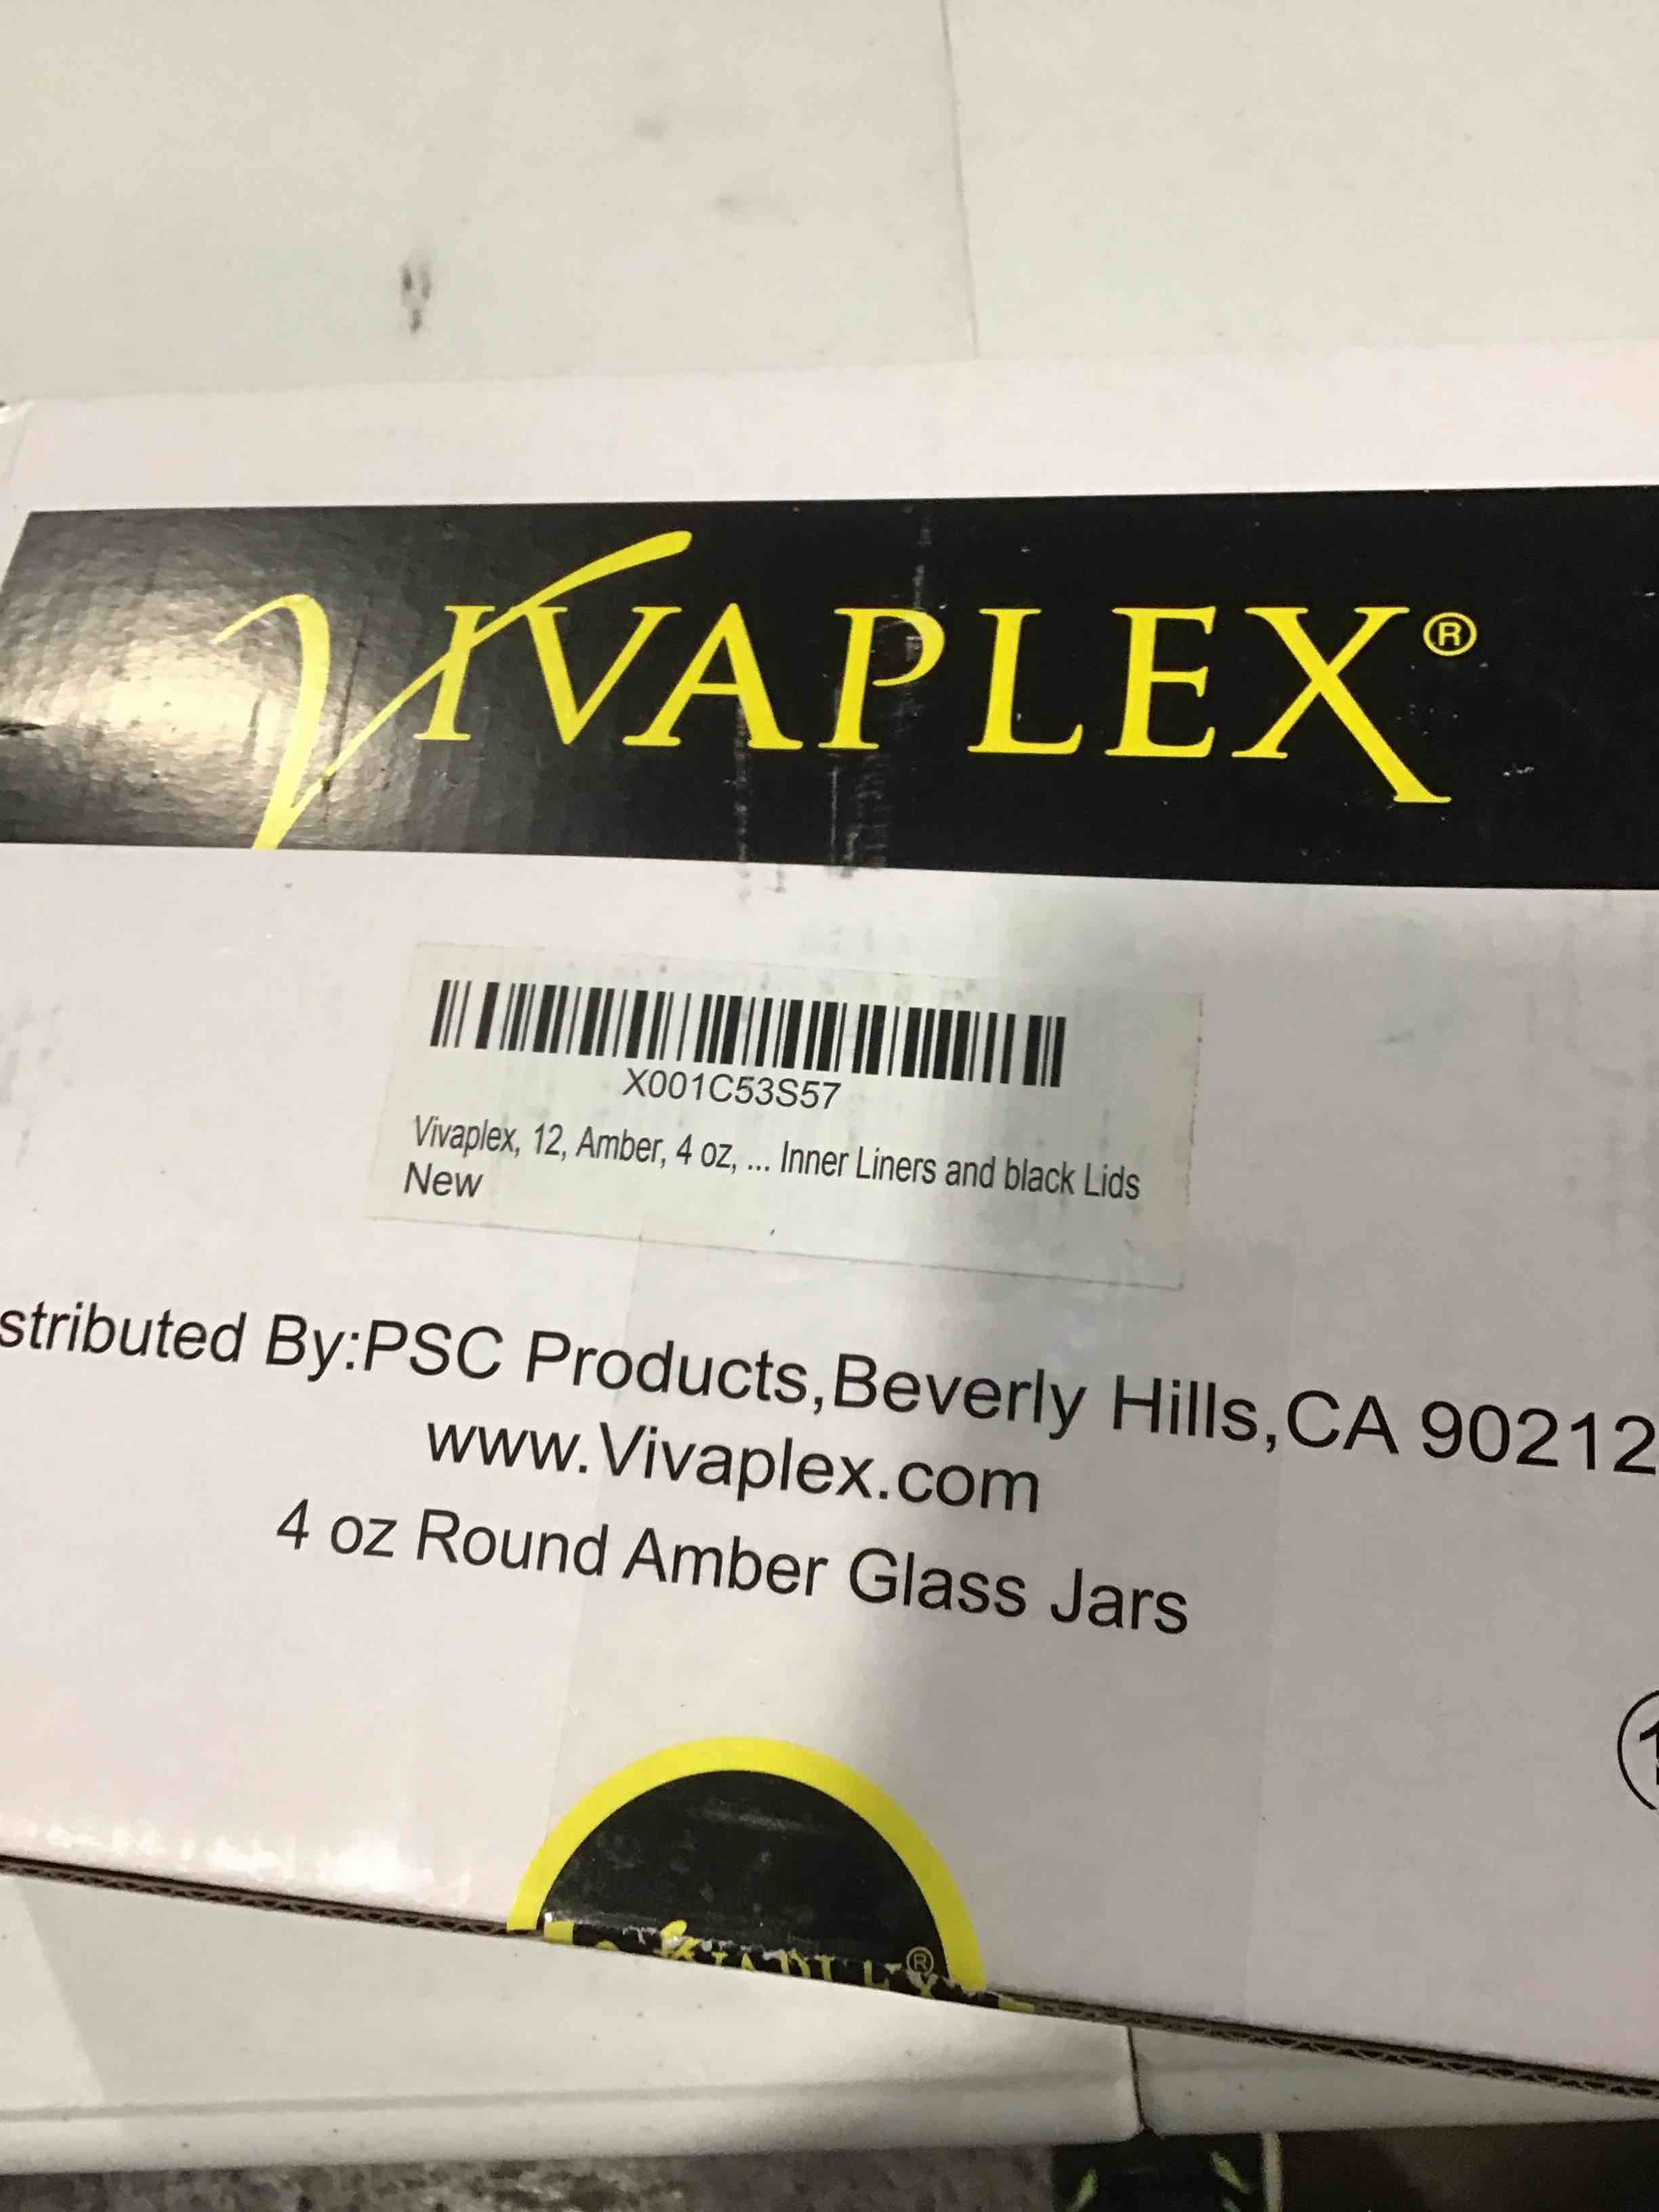 VIVAPLEX®
X001C53S57
Vivaplex, 12, Amber, 4 oz, ... Inner Liners and black Lids
New
stributed By:PSC Products,Beverly Hills,CA 90212
www.Vivaplex.com
4 oz Round Amber Glass Jars
VIVAPLEX®